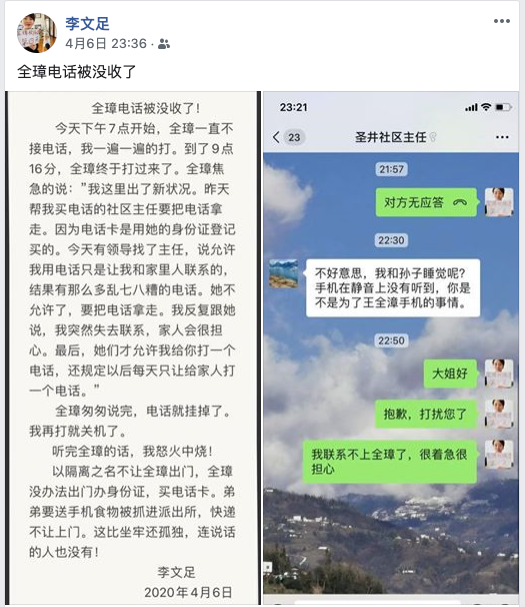 李文足
4月6日 23:36 ·
全璋电话被没收了
全璋电话被没收了！
今天下午7点开始，全璋一直不
接电话，我一遍一遍的打。到了9点
16分，全璋终于打过来了。全璋焦
急的说：”我这里出了新状况。昨天
帮我买电话的社区主任要把电话拿
走。因为电话卡是用她的身份证登记
买的。今天有领导找了主任，说允许
我用电话只是让我和家里人联系的，
结果有那么多乱七八糟的电话。她不
允许了，要把电话拿走。我反复跟她
说，我突然失去联系，家人会很担
心。最后，她们才允许我给你打一个
电话，还规定以后每天只让给家人打
一个电话。”
全璋匆匆说完，电话就挂掉了。
我再打就关机了。
听完全璋的话，我怒火中烧！
以隔离之名不让全璋出门，全璋
没办法出门办身份证，买电话卡。弟
弟要送手机食物被抓进派出所，快递
不让上门。这比坐牢还孤独，连说话
的人也没有！
李文足
2020年4月6日
23:21
23
圣井社区主任
21:57
对方无应答
22:30
不好意思，我和孙子睡觉呢？
手机在静音上没有听到，你是
不是为了王全漳手机的事情。
22:50
大姐好
抱歉，打扰您了
我联系不上全璋了，很着急很
担心